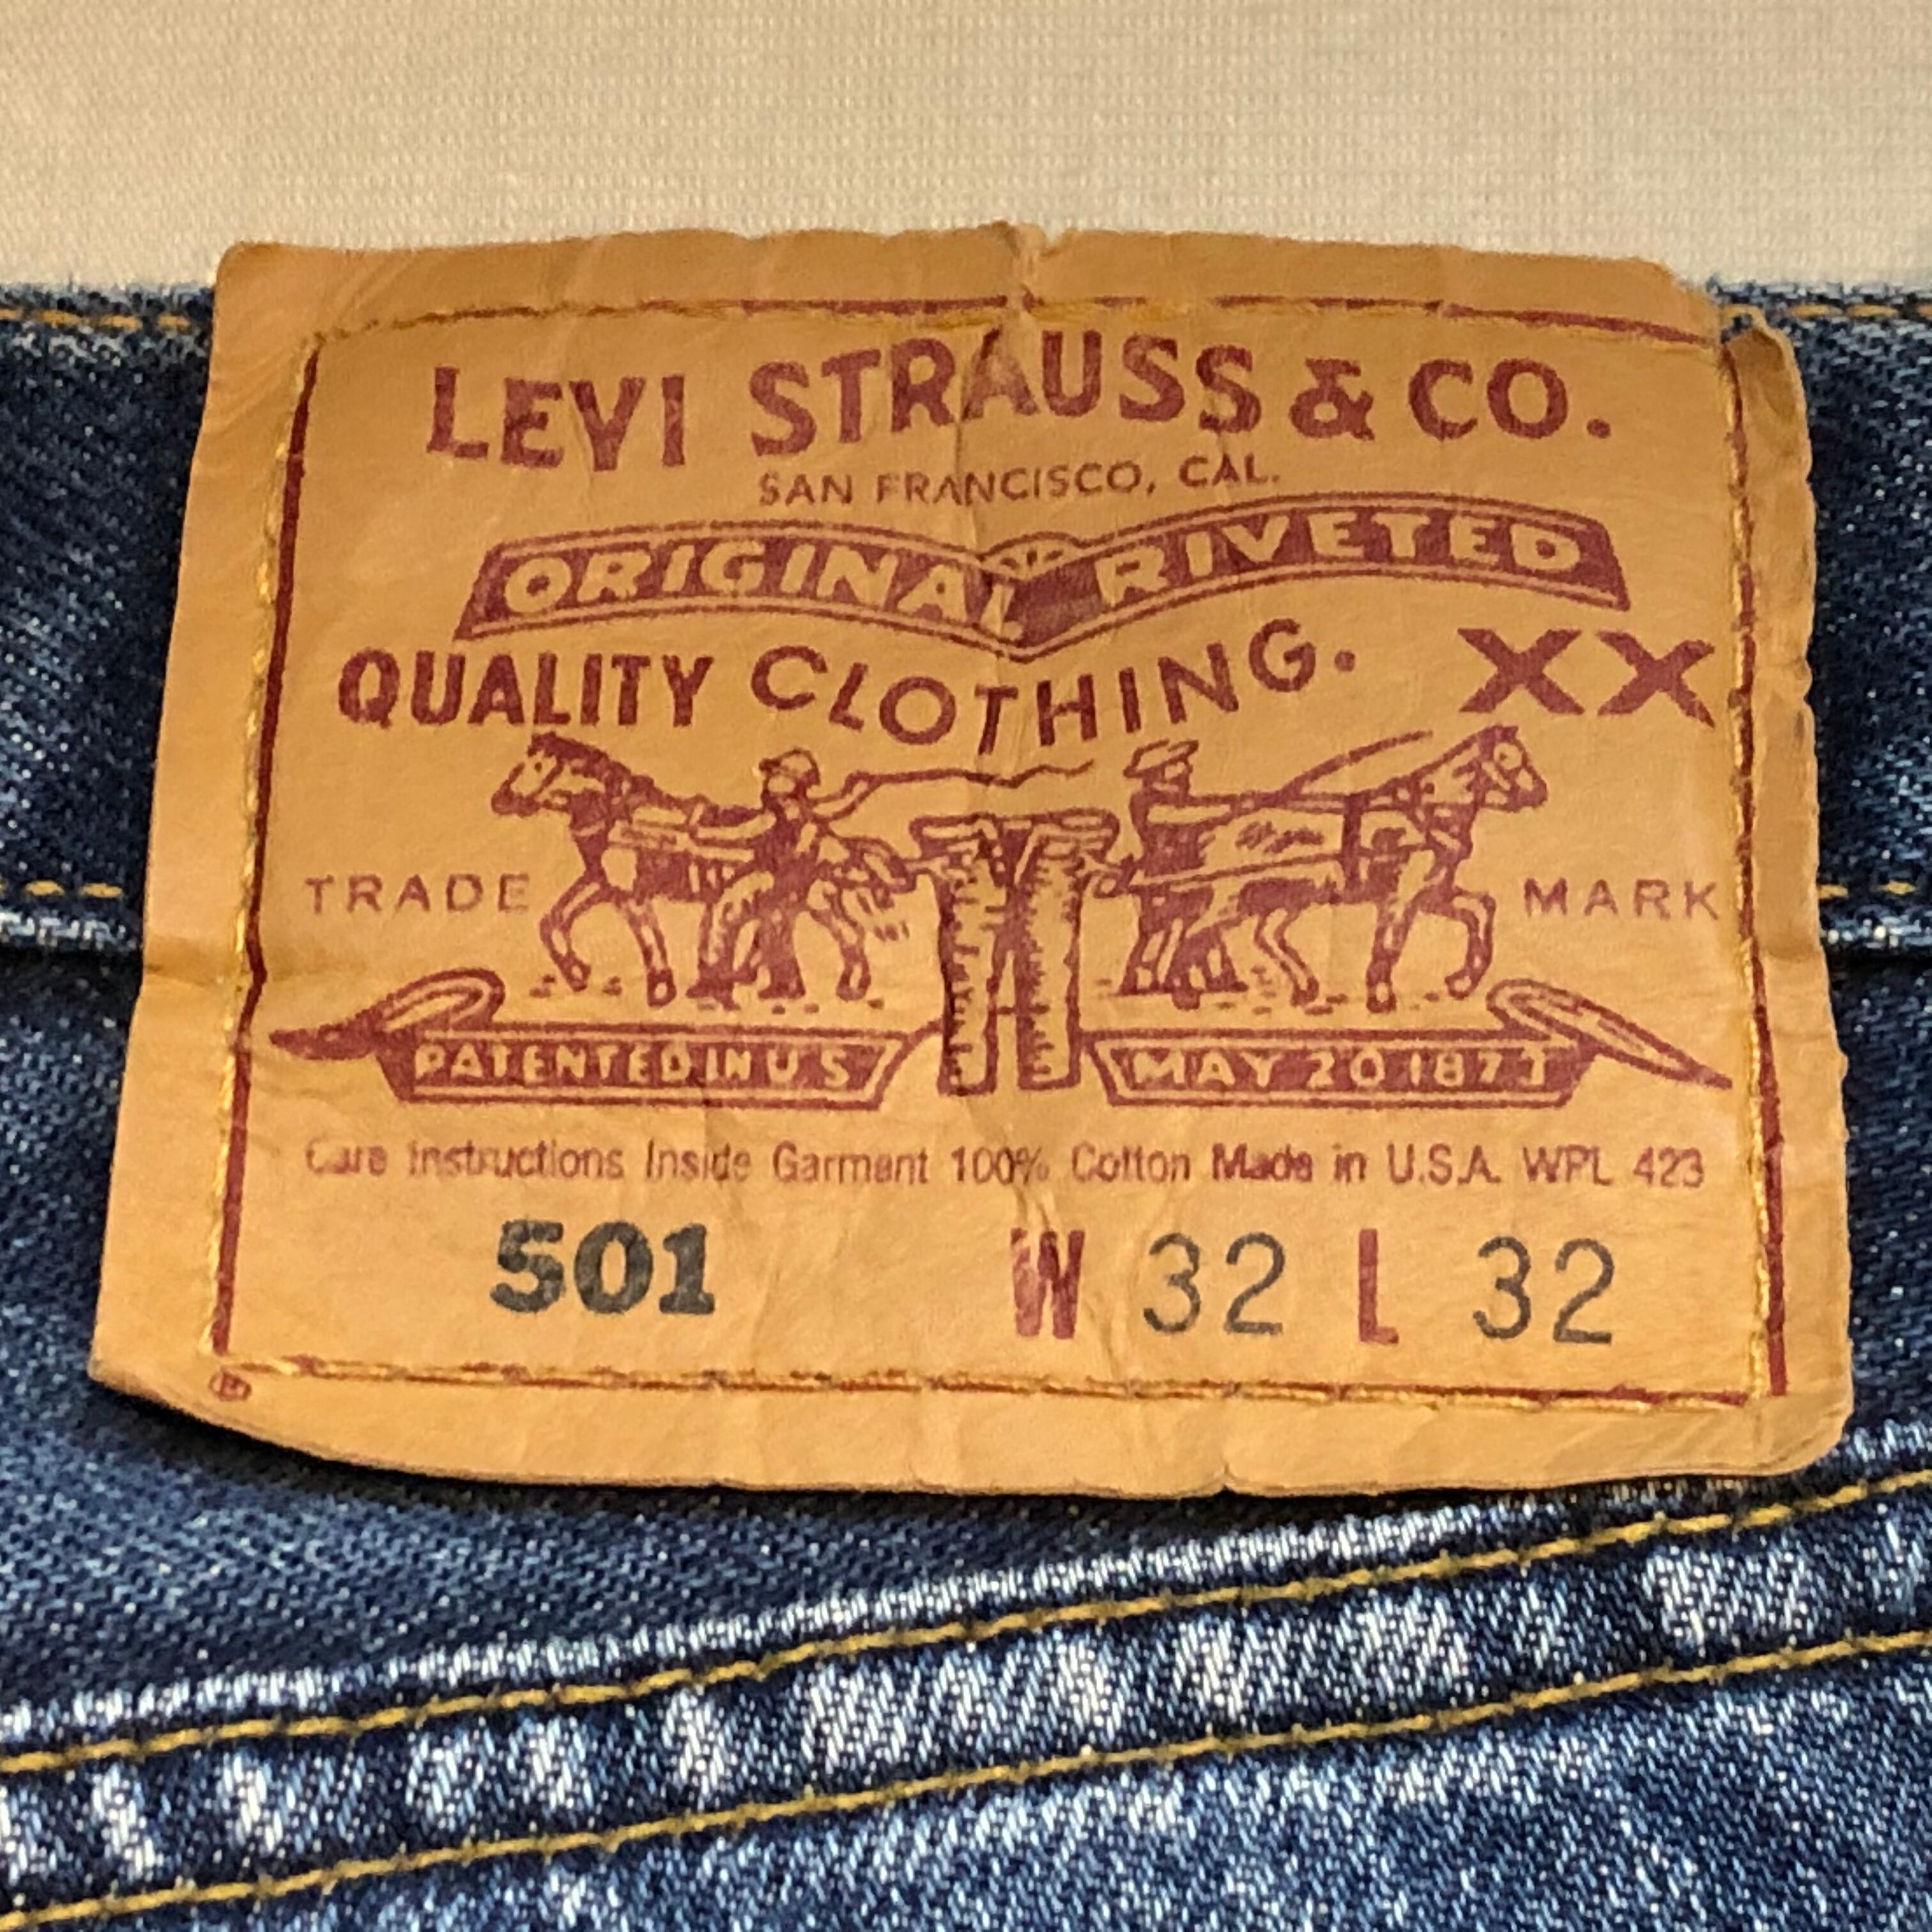 LEVI STRAUSS & CO.
SAN FRANCISCO, CAL.
ORIGINAL RIVETED
QUALITY CLOTHING. XX
TRADE MARK
PATENTED IN U S MAY 20 1873
Care Instructions Inside Garment 100% Cotton Made in U.S.A. WPL 423
501 W 32 L 32
®